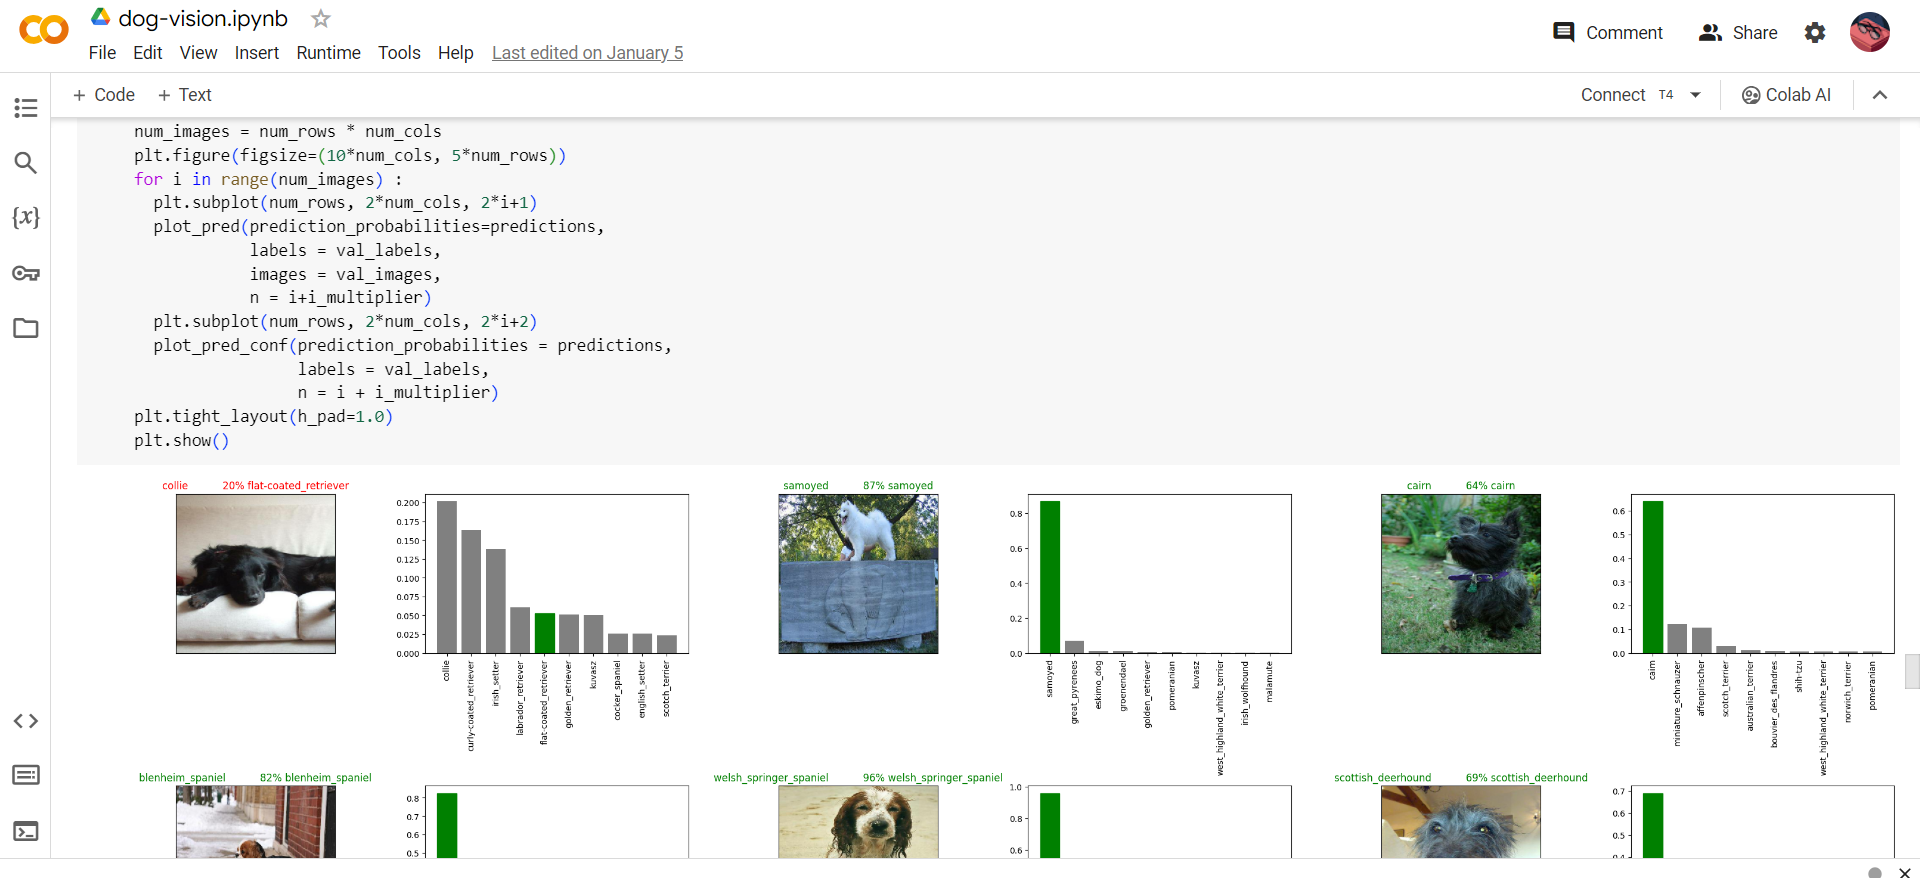 dog-vision.ipynb
File Edit View Insert Runtime Tools Help Last edited on January 5
Comment Share
+ Code + Text
Connect T4 Colab AI
num_images = num_rows * num_cols
plt.figure(figsize=(10*num_cols, 5*num_rows))
for i in range(num_images) :
  plt.subplot(num_rows, 2*num_cols, 2*i+1)
  plot_pred(prediction_probabilities=predictions,
            labels = val_labels,
            images = val_images,
            n = i+i_multiplier)
  plt.subplot(num_rows, 2*num_cols, 2*i+2)
  plot_pred_conf(prediction_probabilities = predictions,
                 labels = val_labels,
                 n = i + i_multiplier)
plt.tight_layout(h_pad=1.0)
plt.show()
collie 20% flat-coated_retriever
0.200
0.175
0.150
0.125
0.100
0.075
0.050
0.025
0.000
collie
curly-coated_retriever
irish_setter
labrador_retriever
flat-coated_retriever
golden_retriever
kuvasz
cocker_spaniel
english_setter
scotch_terrier
samoyed 87% samoyed
0.8
0.6
0.4
0.2
0.0
samoyed
great_pyrenees
eskimo_dog
groenendael
golden_retriever
pomeranian
kuvasz
west_highland_white_terrier
irish_wolfhound
malamute
cairn 64% cairn
0.6
0.5
0.4
0.3
0.2
0.1
0.0
cairn
miniature_schnauzer
affenpinscher
scotch_terrier
australian_terrier
bouvier_des_flandres
shih-tzu
west_highland_white_terrier
norwich_terrier
pomeranian
blenheim_spaniel 82% blenheim_spaniel
0.8
0.7
0.6
0.5
welsh_springer_spaniel 96% welsh_springer_spaniel
1.0
0.8
0.6
scottish_deerhound 69% scottish_deerhound
0.7
0.6
0.5